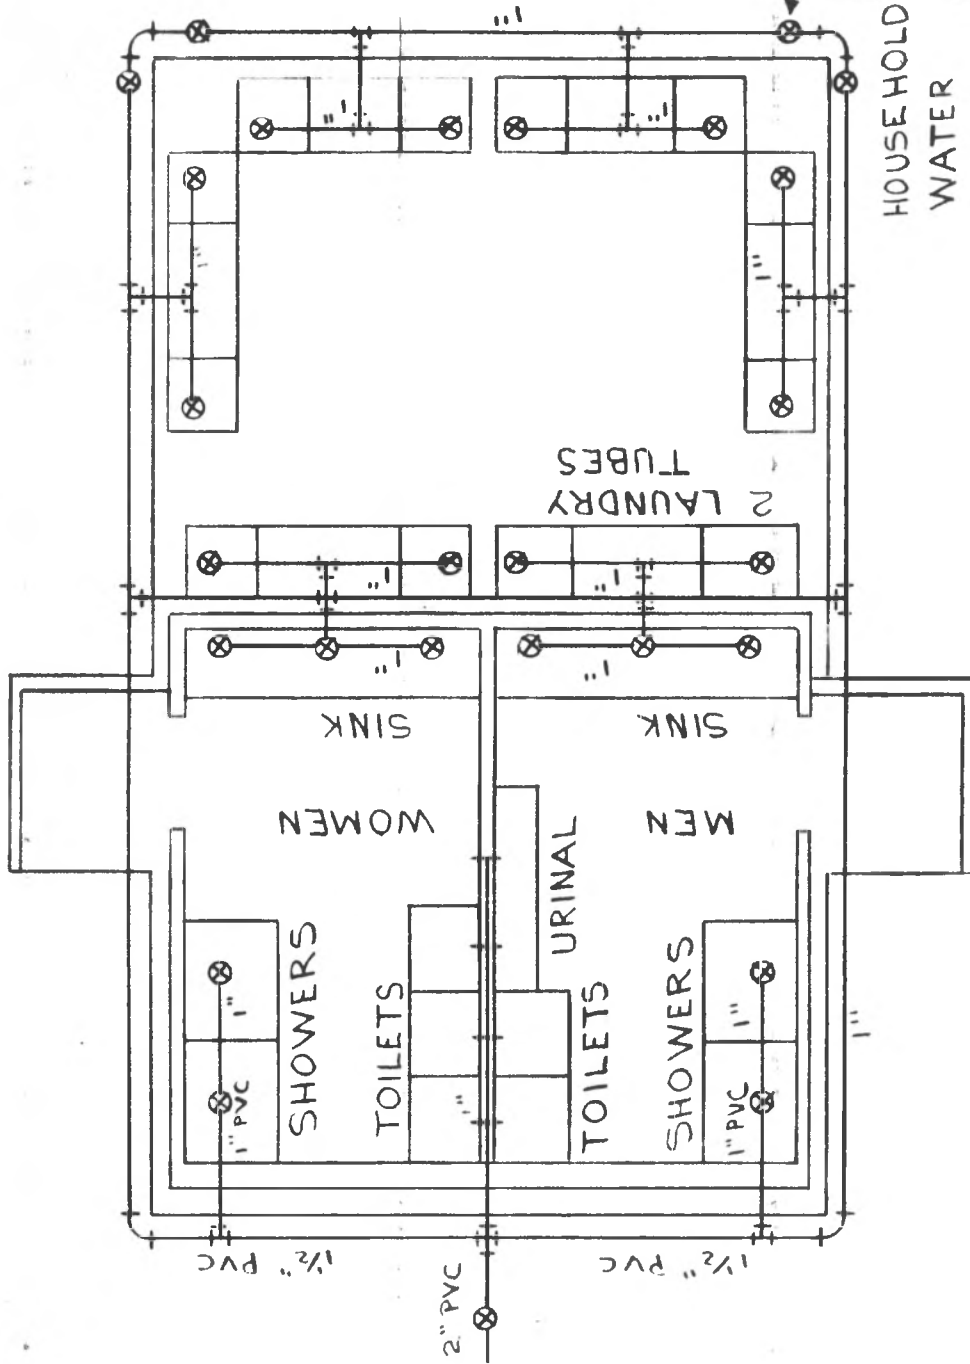 1"
HOUSEHOLD
WATER
1"
1"
1"
1"
2 LAUNDRY
TUBES
1"
1"
1"
1"
SINK
SINK
WOMEN
MEN
URINAL
SHOWERS
TOILETS
TOILETS
SHOWERS
1"
1"
1"
1" PVC
1" PVC
1"
1½" PVC
1½" PVC
2" PVC